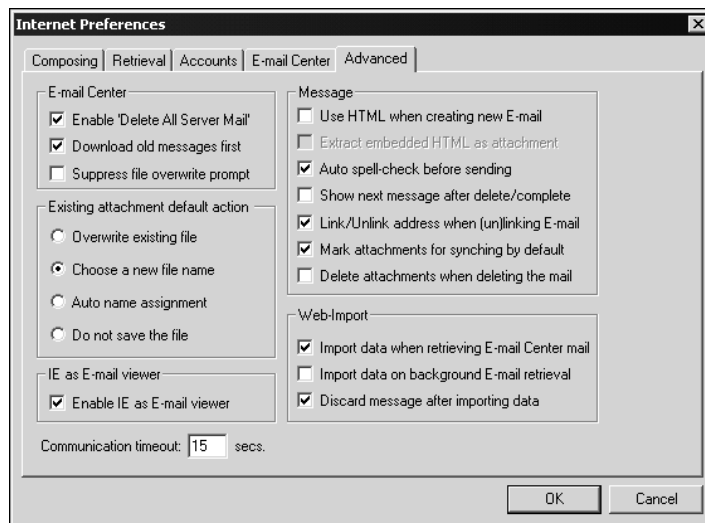 Internet Preferences
Composing Retrieval Accounts E-mail Center Advanced
E-mail Center
Enable 'Delete All Server Mail'
Download old messages first
Suppress file overwrite prompt
Existing attachment default action
Overwrite existing file
Choose a new file name
Auto name assignment
Do not save the file
IE as E-mail viewer
Enable IE as E-mail viewer
Communication timeout: 15 secs.
Message
Use HTML when creating new E-mail
Extract embedded HTML as attachment
Auto spell-check before sending
Show next message after delete/complete
Link/Unlink address when (un)linking E-mail
Mark attachments for synching by default
Delete attachments when deleting the mail
Web-Import
Import data when retrieving E-mail Center mail
Import data on background E-mail retrieval
Discard message after importing data
OK Cancel